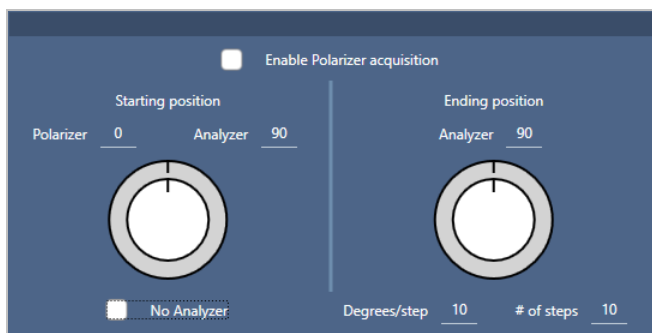 Enable Polarizer acquisition
Starting position
Polarizer 0 Analyzer 90
No Analyzer
Ending position
Analyzer 90
Degrees/step 10 # of steps 10